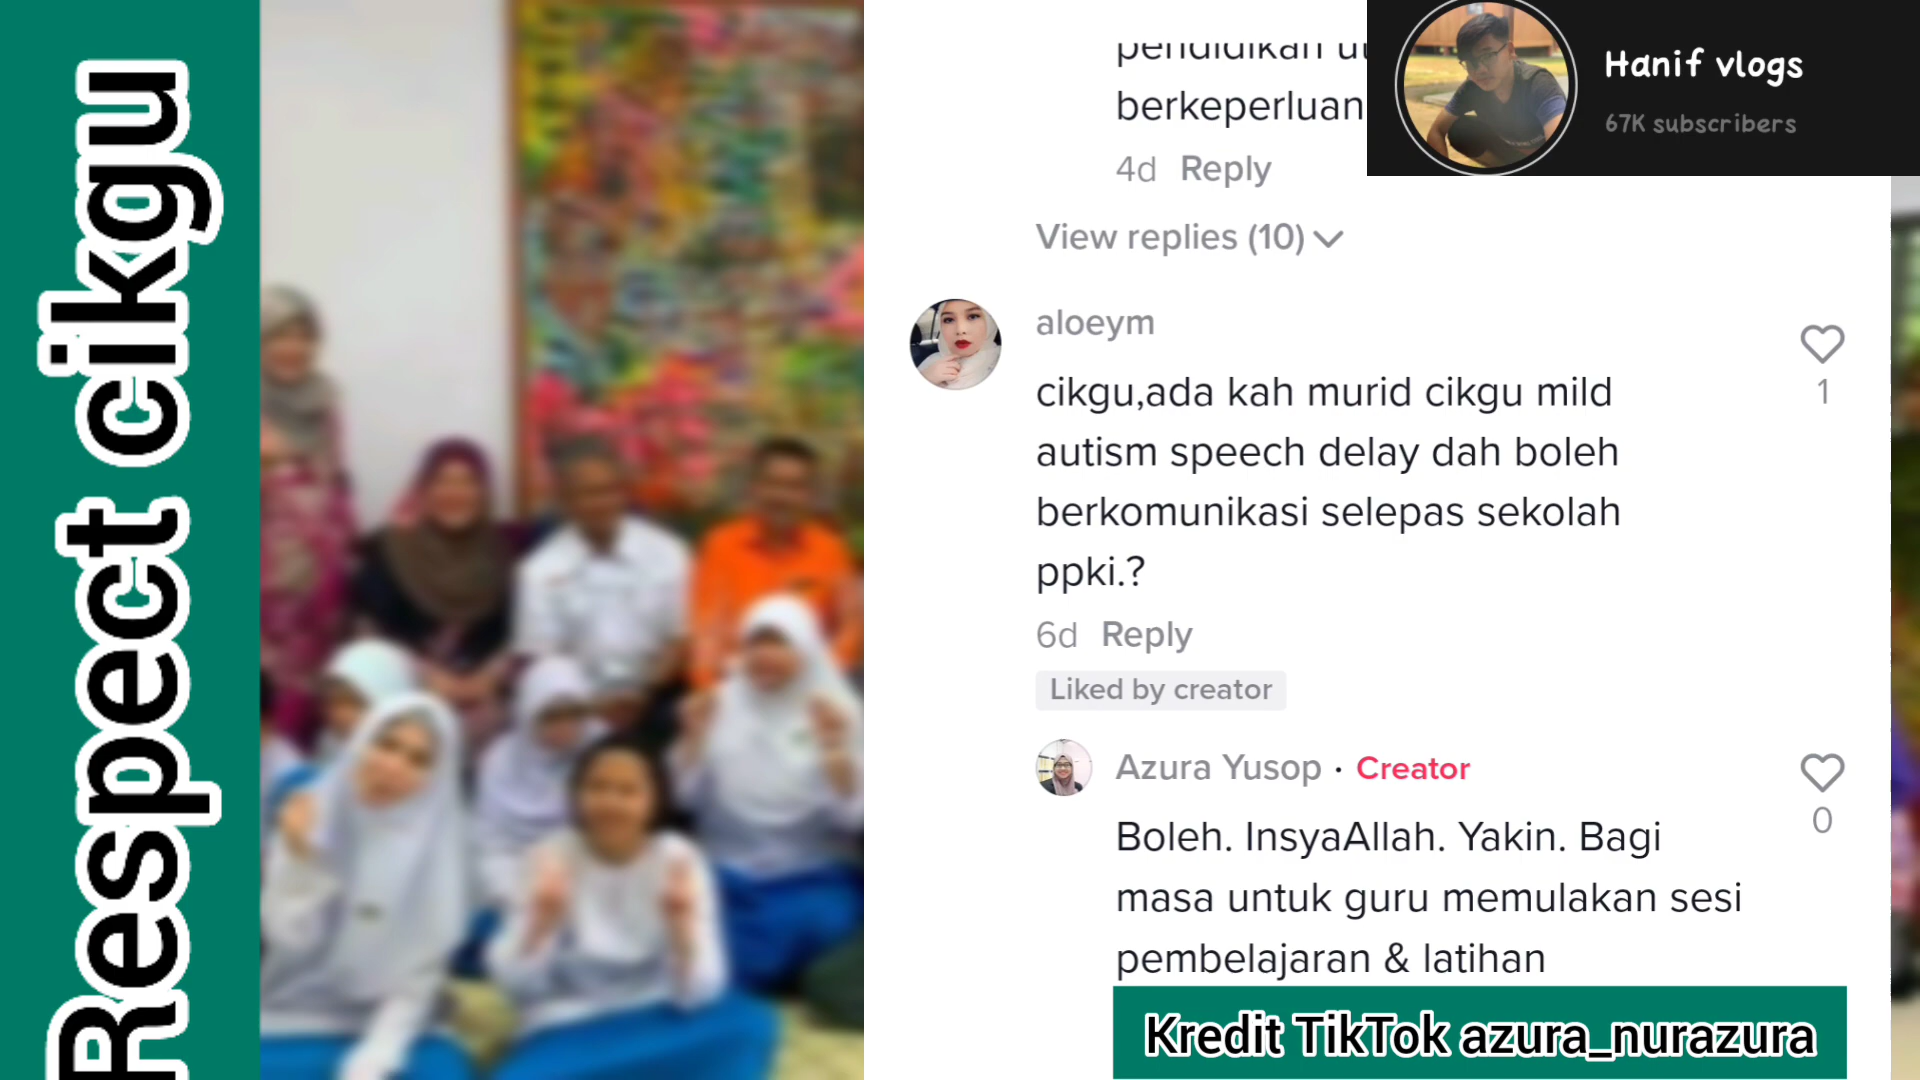 Respect cikgu
berkeperluan
4d Reply
View replies (10)
aloeym
cikgu,ada kah murid cikgu mild
autism speech delay dah boleh
berkomunikasi selepas sekolah
ppki.?
6d Reply
Liked by creator
1
Azura Yusop · Creator
Boleh. InsyaAllah. Yakin. Bagi
masa untuk guru memulakan sesi
pembelajaran & latihan
0
Kredit TikTok azura_nurazura
Hanif vlogs
67K subscribers